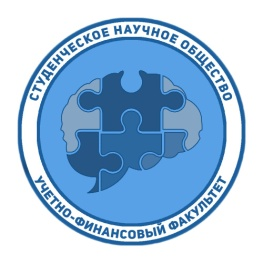 СТУДЕНЧЕСКОЕ НАУЧНОЕ ОБЩЕСТВО
УЧЕТНО-ФИНАНСОВЫЙ ФАКУЛЬТЕТ